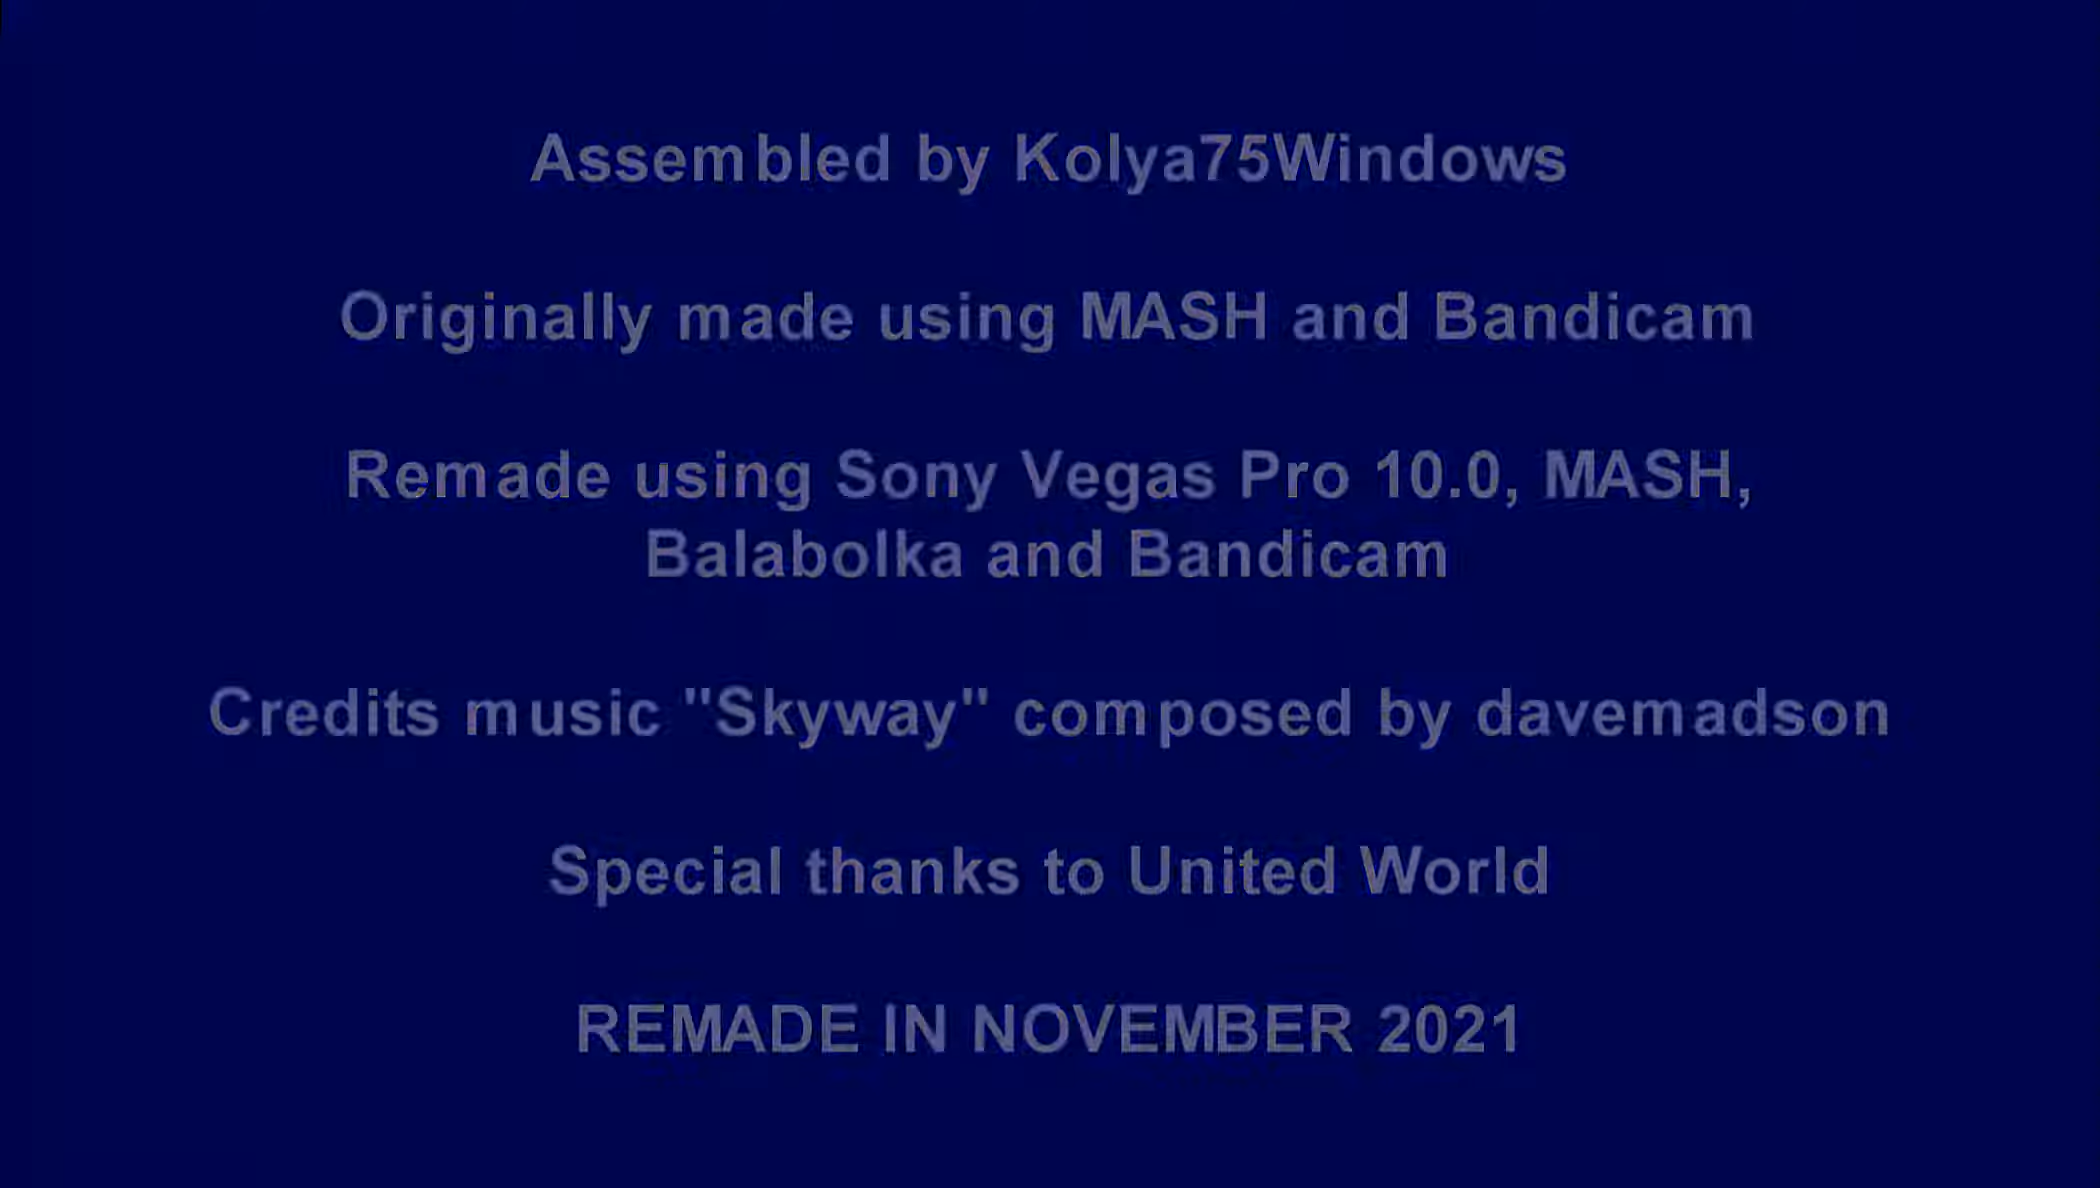 Assembled by Kolya75Windows
Originally made using MASH and Bandicam
Remade using Sony Vegas Pro 10.0, MASH,
Balabolka and Bandicam
Credits music "Skyway" composed by davemadson
Special thanks to United World
REMADE IN NOVEMBER 2021